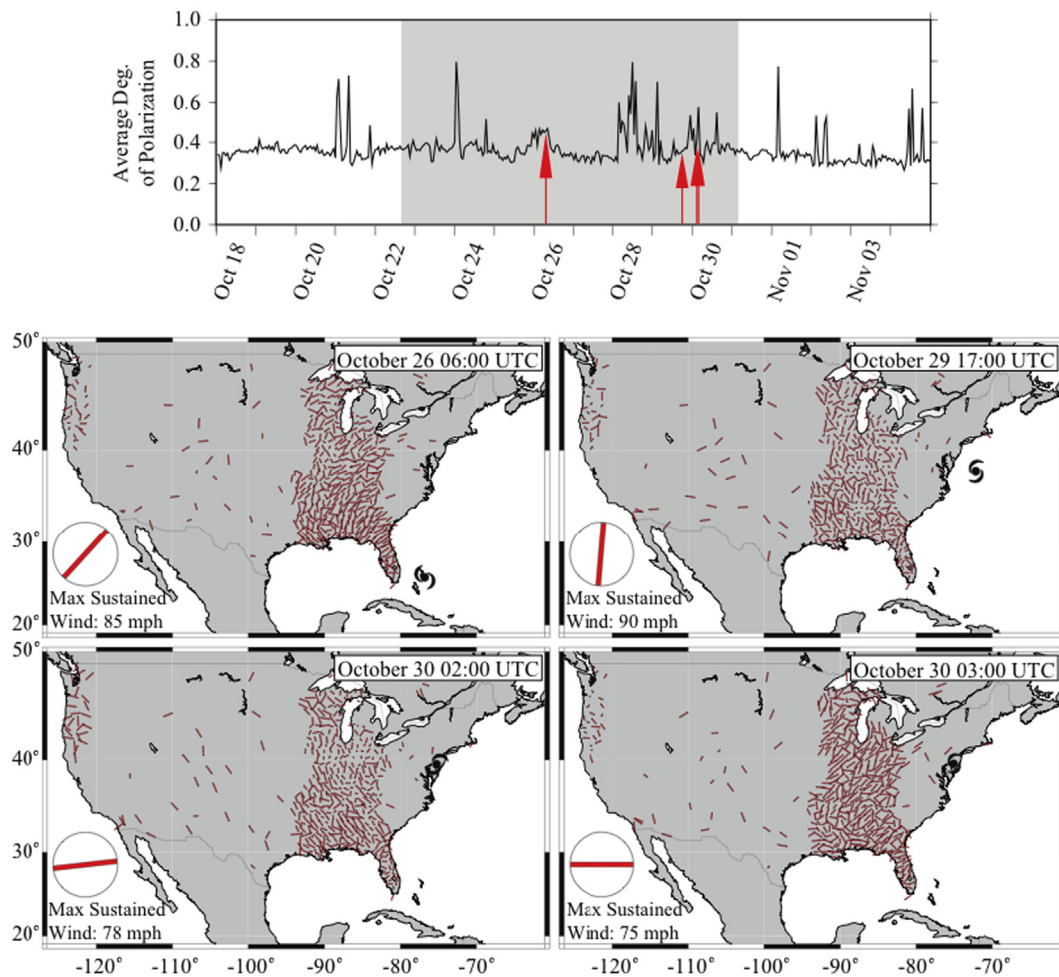 1.0
0.8
0.6
0.4
0.2
0.0
Average Deg.
of Polarization
Oct 18
Oct 20
Oct 22
Oct 24
Oct 26
Oct 28
Oct 30
Nov 01
Nov 03
50°
40°
30°
20°
October 26 06:00 UTC
Max Sustained
Wind: 85 mph
October 29 17:00 UTC
Max Sustained
Wind: 90 mph
50°
40°
30°
20°
October 30 02:00 UTC
Max Sustained
Wind: 78 mph
October 30 03:00 UTC
Max Sustained
Wind: 75 mph
-120° -110° -100° -90° -80° -70°
-120° -110° -100° -90° -80° -70°